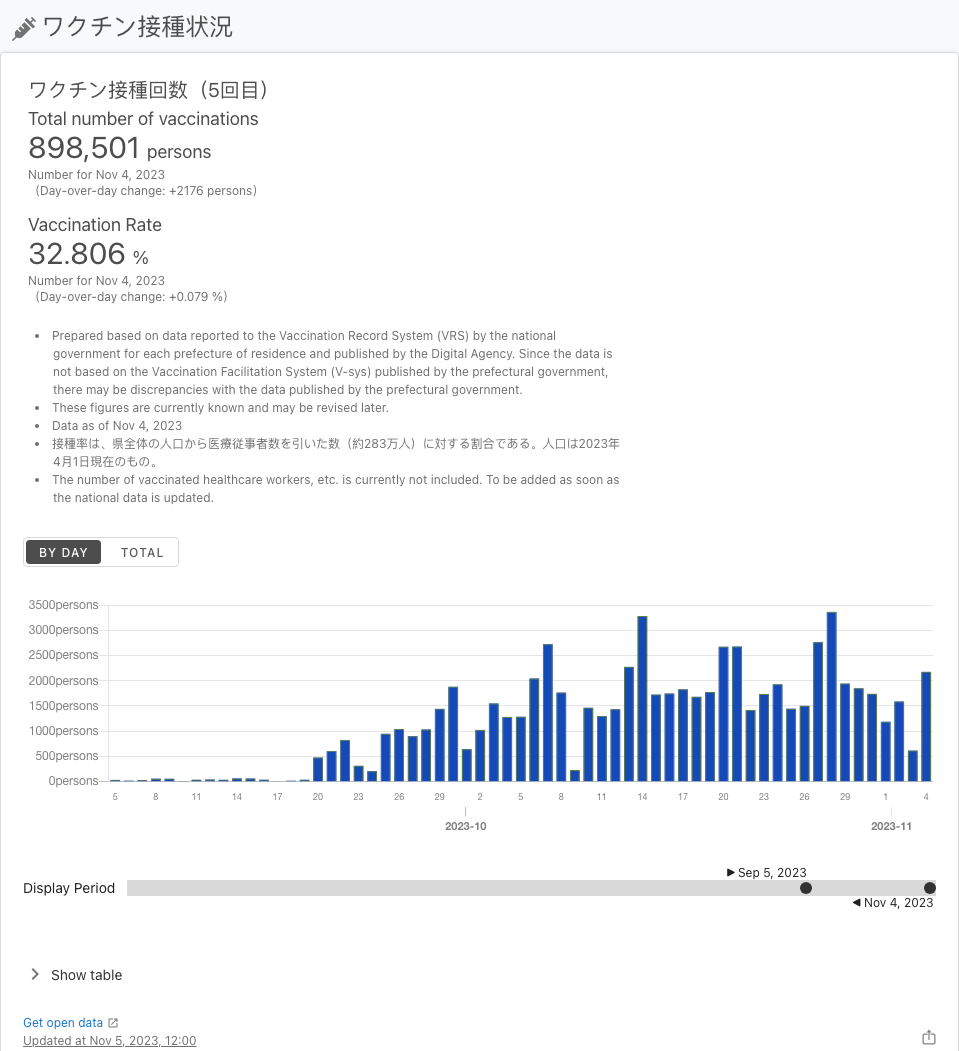 ワクチン接種状況
ワクチン接種回数（5回目）
Total number of vaccinations
898,501 persons
Number for Nov 4, 2023
（Day-over-day change: +2176 persons）
Vaccination Rate
32.806 %
Number for Nov 4, 2023
（Day-over-day change: +0.079 %）
• Prepared based on data reported to the Vaccination Record System (VRS) by the national
government for each prefecture of residence and published by the Digital Agency. Since the data is
not based on the Vaccination Facilitation System (V-sys) published by the prefectural government,
there may be discrepancies with the data published by the prefectural government.
• These figures are currently known and may be revised later.
• Data as of Nov 4, 2023
• 接種率は、県全体の人口から医療従事者数を引いた数（約283万人）に対する割合である。人口は2023年
4月1日現在のもの。
• The number of vaccinated healthcare workers, etc. is currently not included. To be added as soon as
the national data is updated.
BY DAY TOTAL
3500persons
3000persons
2500persons
2000persons
1500persons
1000persons
500persons
0persons
5 8 11 14 17 20 23 26 29 2 5 8 11 14 17 20 23 26 29 1 4
2023-10 2023-11
Sep 5, 2023
Display Period
Nov 4, 2023
Show table
Get open data
Updated at Nov 5, 2023, 12:00